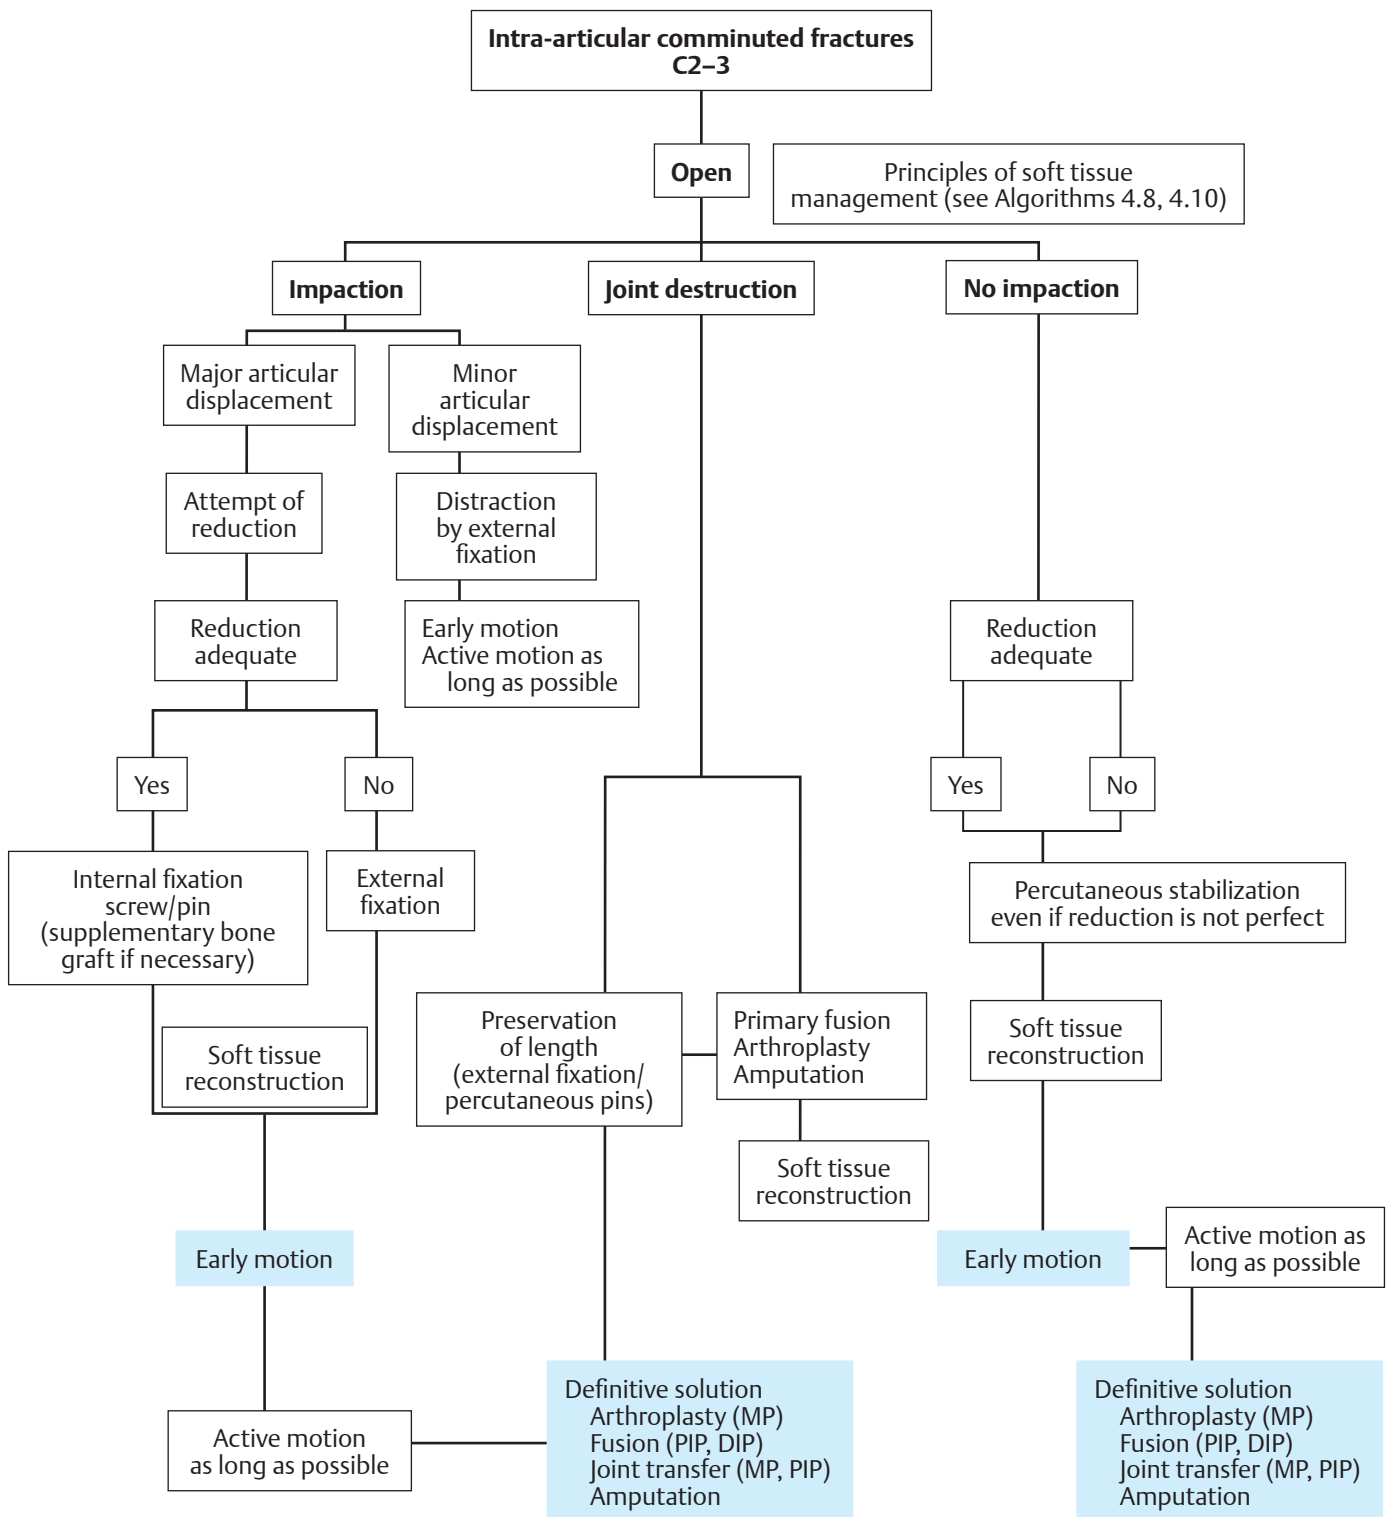 Intra-articular comminuted fractures
C2–3
Open
Principles of soft tissue
management (see Algorithms 4.8, 4.10)
Impaction
Joint destruction
No impaction
Major articular
displacement
Minor
articular
displacement
Attempt of
reduction
Distraction
by external
fixation
Reduction
adequate
Early motion
Active motion as
long as possible
Reduction
adequate
Yes
No
Yes
No
Internal fixation
screw/pin
(supplementary bone
graft if necessary)
External
fixation
Percutaneous stabilization
even if reduction is not perfect
Soft tissue
reconstruction
Preservation
of length
(external fixation/
percutaneous pins)
Primary fusion
Arthroplasty
Amputation
Soft tissue
reconstruction
Soft tissue
reconstruction
Early motion
Early motion
Active motion as
long as possible
Active motion
as long as possible
Definitive solution
Arthroplasty (MP)
Fusion (PIP, DIP)
Joint transfer (MP, PIP)
Amputation
Definitive solution
Arthroplasty (MP)
Fusion (PIP, DIP)
Joint transfer (MP, PIP)
Amputation